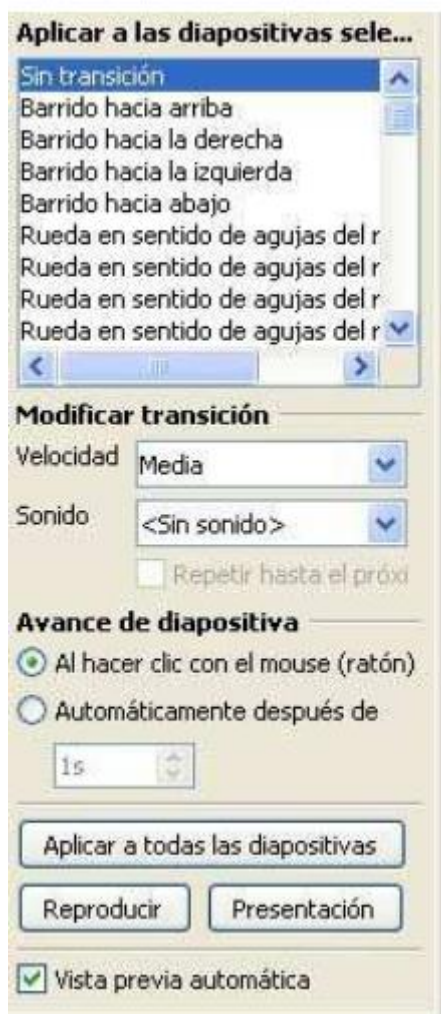 Aplicar a las diapositivas sele...
Sin transición
Barrido hacia arriba
Barrido hacia la derecha
Barrido hacia la izquierda
Barrido hacia abajo
Rueda en sentido de agujas del r
Rueda en sentido de agujas del r
Rueda en sentido de agujas del r
Rueda en sentido de agujas del r
Modificar transición
Velocidad Media
Sonido <Sin sonido>
Repetir hasta el próxi
Avance de diapositiva
Al hacer clic con el mouse (ratón)
Automáticamente después de
1s
Aplicar a todas las diapositivas
Reproducir Presentación
Vista previa automática